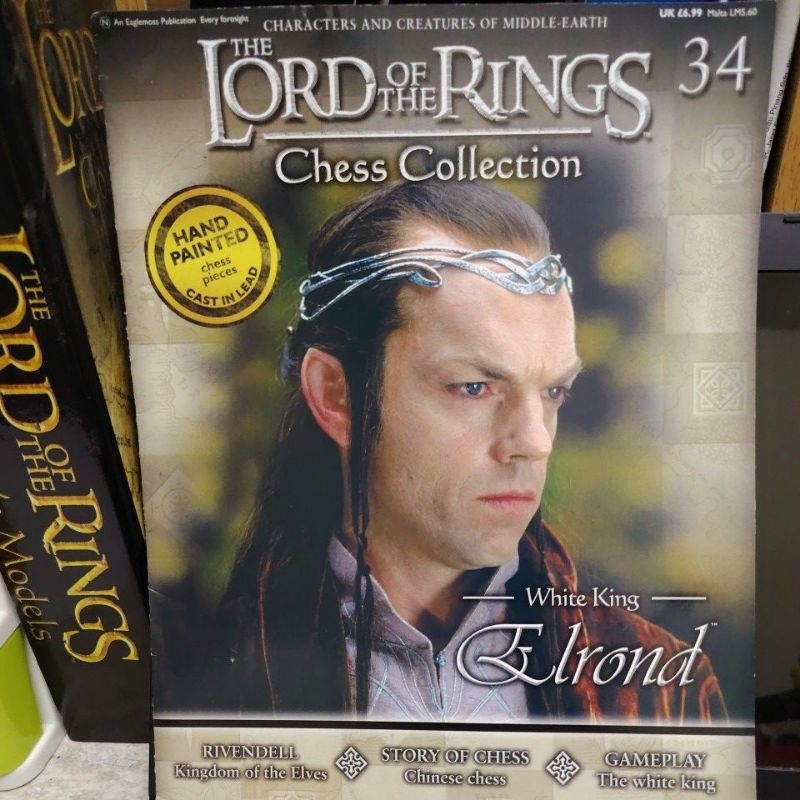 An Eaglemoss Publication Every fortnight
CHARACTERS AND CREATURES OF MIDDLE-EARTH
UK £6.99 Malta LM5.60
THE
LORD OF THE RINGS
34
Chess Collection
HAND
PAINTED
chess
pieces
CAST IN LEAD
White King
Elrond™
RIVENDELL
Kingdom of the Elves
STORY OF CHESS
Chinese chess
GAMEPLAY
The white king
THE
LORD OF THE RINGS
Models
LORD